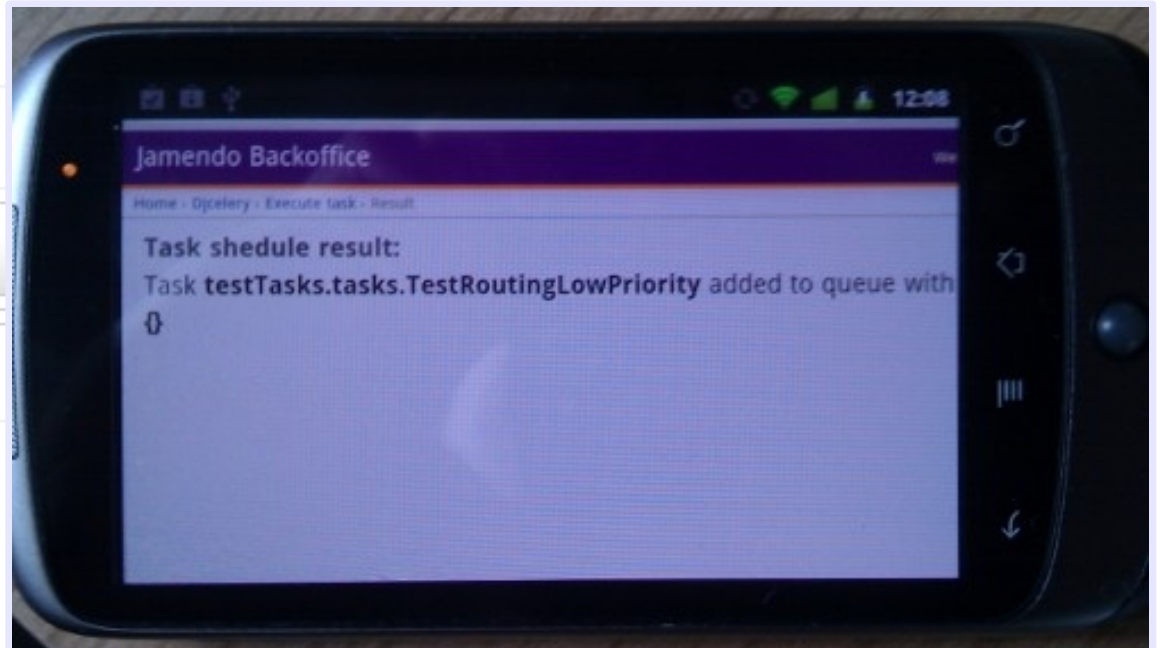 12:08
Jamendo Backoffice
We
Home › Djcelery › Execute task › Result
Task shedule result:
Task testTasks.tasks.TestRoutingLowPriority added to queue with
{}